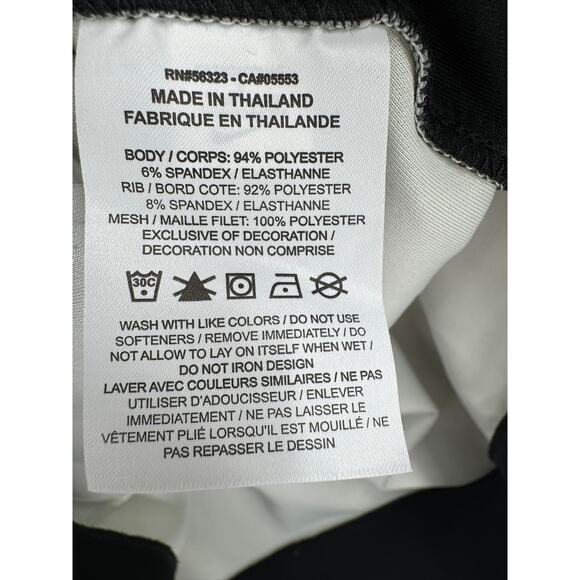 RN#56323 - CA#05553
MADE IN THAILAND
FABRIQUE EN THAILANDE
BODY / CORPS: 94% POLYESTER
6% SPANDEX / ELASTHANNE
RIB / BORD COTE: 92% POLYESTER
8% SPANDEX / ELASTHANNE
MESH / MAILLE FILET: 100% POLYESTER
EXCLUSIVE OF DECORATION /
DECORATION NON COMPRISE
30C
WASH WITH LIKE COLORS / DO NOT USE
SOFTENERS / REMOVE IMMEDIATELY / DO
NOT ALLOW TO LAY ON ITSELF WHEN WET /
DO NOT IRON DESIGN
LAVER AVEC COULEURS SIMILAIRES / NE PAS
UTILISER D'ADOUCISEUR / ENLEVER
IMMEDIATEMENT / NE PAS LAISSER LE
VÊTEMENT PLIÉ LORSQU'IL EST MOUILLÉ / NE
PAS REPASSER LE DESSIN